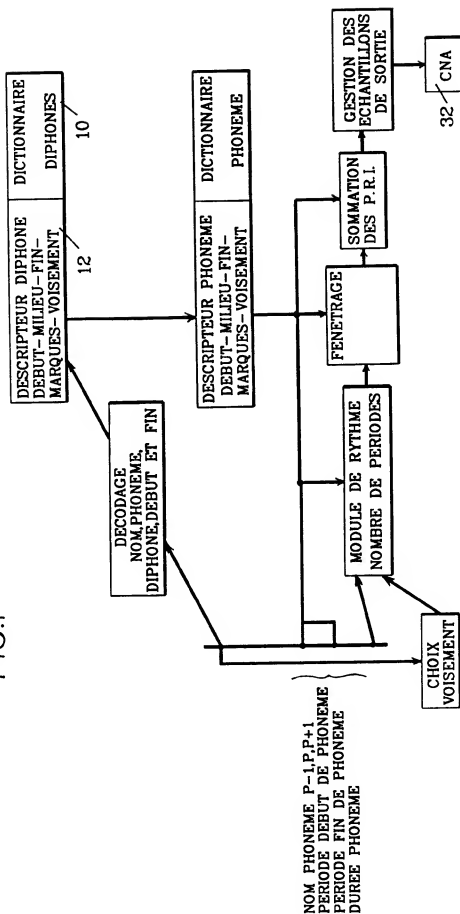 FIG.1
DESCRIPTEUR DIPHONE
DEBUT-MILIEU-FIN-
MARQUES-VOISEMENT
DICTIONNAIRE
DIPHONES
12
10
DECODAGE
NOM,PHONEME,
DIPHONE,DEBUT ET FIN
DESCRIPTEUR PHONEME
DEBUT-MILIEU-FIN-
MARQUES-VOISEMENT
DICTIONNAIRE
PHONEME
NOM PHONEME P-1,P,P+1
PERIODE DEBUT DE PHONEME
PERIODE FIN DE PHONEME
DUREE PHONEME
CHOIX
VOISEMENT
MODULE DE RYTHME
NOMBRE DE PERIODES
FENETRAGE
SOMMATION
DES P.R.I.
GESTION DES
ECHANTILLONS
DE SORTIE
32
CNA